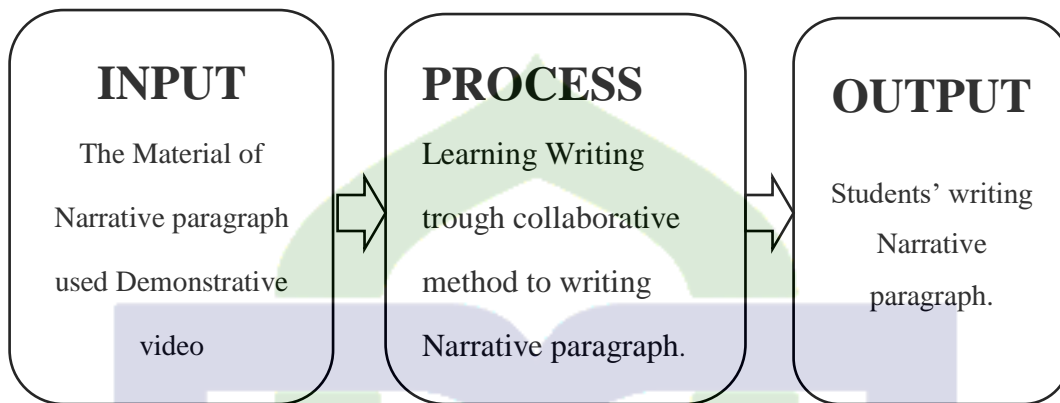 INPUT
The Material of
Narrative paragraph
used Demonstrative
video
PROCESS
Learning Writing
trough collaborative
method to writing
Narrative paragraph.
OUTPUT
Students’ writing
Narrative
paragraph.